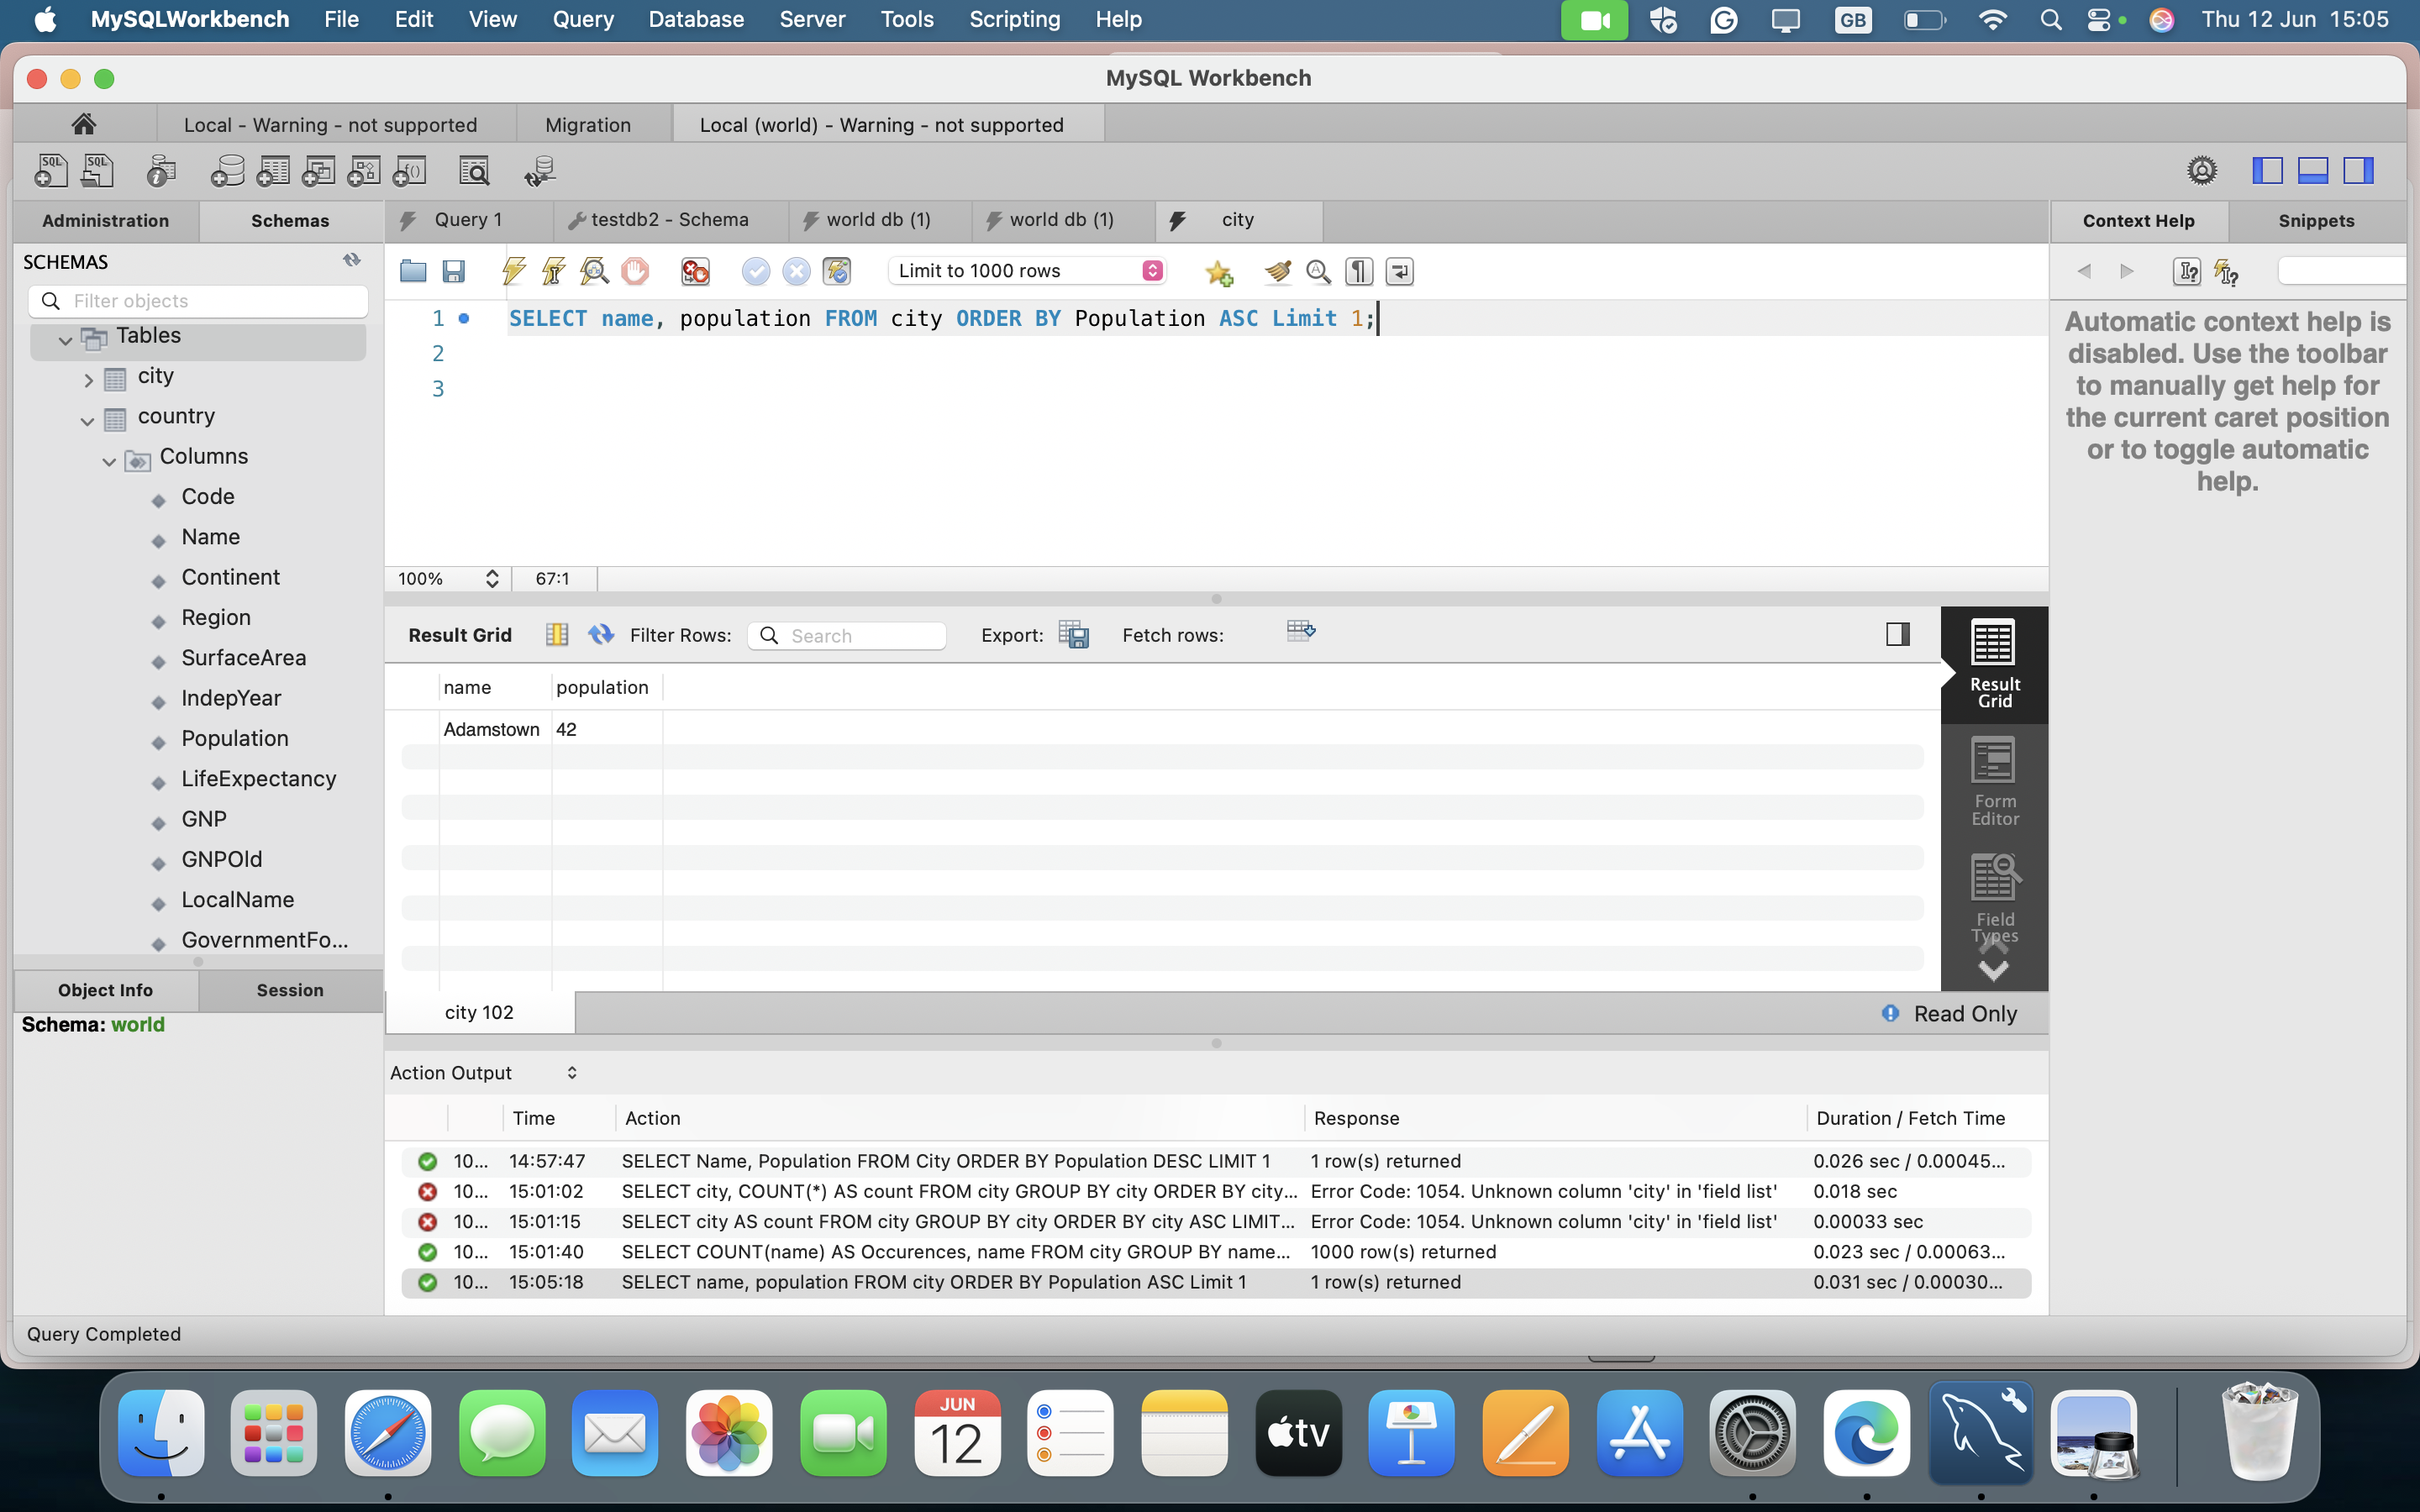 MySQLWorkbench File Edit View Query Database Server Tools Scripting Help GB Thu 12 Jun 15:05
MySQL Workbench
Local - Warning - not supported Migration Local (world) - Warning - not supported
Administration Schemas Query 1 testdb2 - Schema world db (1) world db (1) city Context Help Snippets
SCHEMAS
Filter objects
Tables
city
country
Columns
Code
Name
Continent
Region
SurfaceArea
IndepYear
Population
LifeExpectancy
GNP
GNPOld
LocalName
GovernmentFo...
Object Info Session
Schema: world
Limit to 1000 rows
1 SELECT name, population FROM city ORDER BY Population ASC Limit 1;
2
3
100% 67:1
Automatic context help is
disabled. Use the toolbar
to manually get help for
the current caret position
or to toggle automatic
help.
Result Grid Filter Rows: Search Export: Fetch rows:
name population
Adamstown 42
Result
Grid
Form
Editor
Field
Types
city 102 Read Only
Action Output
Time Action Response Duration / Fetch Time
10... 14:57:47 SELECT Name, Population FROM City ORDER BY Population DESC LIMIT 1 1 row(s) returned 0.026 sec / 0.00045...
10... 15:01:02 SELECT city, COUNT(*) AS count FROM city GROUP BY city ORDER BY city... Error Code: 1054. Unknown column 'city' in 'field list' 0.018 sec
10... 15:01:15 SELECT city AS count FROM city GROUP BY city ORDER BY city ASC LIMIT... Error Code: 1054. Unknown column 'city' in 'field list' 0.00033 sec
10... 15:01:40 SELECT COUNT(name) AS Occurences, name FROM city GROUP BY name... 1000 row(s) returned 0.023 sec / 0.00063...
10... 15:05:18 SELECT name, population FROM city ORDER BY Population ASC Limit 1 1 row(s) returned 0.031 sec / 0.00030...
Query Completed
JUN
12
tv